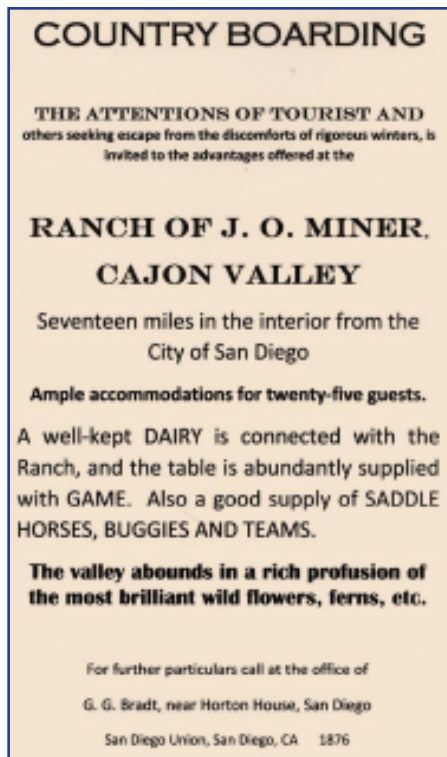 COUNTRY BOARDING
THE ATTENTIONS OF TOURIST AND
others seeking escape from the discomforts of rigorous winters, is
invited to the advantages offered at the
RANCH OF J. O. MINER,
CAJON VALLEY
Seventeen miles in the interior from the
City of San Diego
Ample accommodations for twenty-five guests.
A well-kept DAIRY is connected with the
Ranch, and the table is abundantly supplied
with GAME. Also a good supply of SADDLE
HORSES, BUGGIES AND TEAMS.
The valley abounds in a rich profusion of
the most brilliant wild flowers, ferns, etc.
For further particulars call at the office of
G. G. Bradt, near Horton House, San Diego
San Diego Union, San Diego, CA 1876